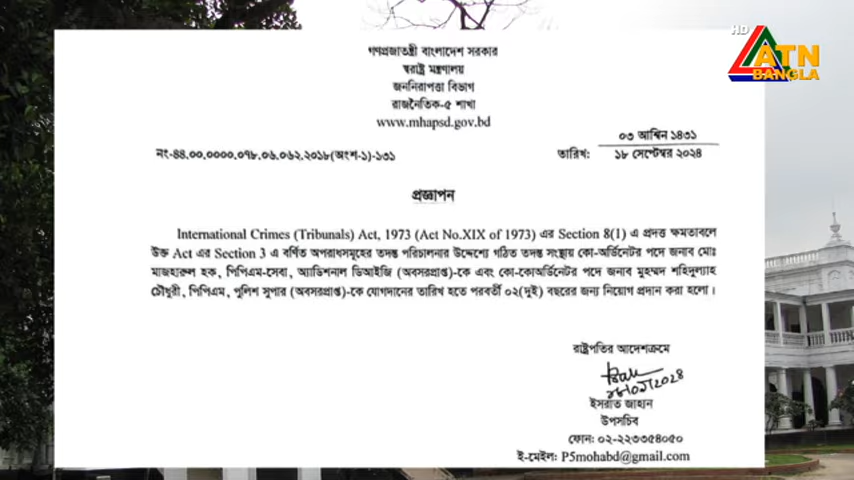 HD
ATN
BANGLA
গণপ্রজাতন্ত্রী বাংলাদেশ সরকার
স্বরাষ্ট্র মন্ত্রণালয়
জননিরাপত্তা বিভাগ
রাজনৈতিক-৫ শাখা
www.mhapsd.gov.bd
০৩ আশ্বিন ১৪৩১
নং-৪৪.০০.০০০০.০৭৮.০৬.০৬২.২০১৮(অংশ-১)-১৩১ তারিখ: ১৮ সেপ্টেম্বর ২০২৪
প্রজ্ঞাপন
International Crimes (Tribunals) Act, 1973 (Act No.XIX of 1973) এর Section 8(1) এ প্রদত্ত ক্ষমতাবলে
উক্ত Act এর Section 3 এ বর্ণিত অপরাধসমূহের তদন্ত পরিচালনার উদ্দেশ্যে গঠিত তদন্ত সংস্থায় কো-অর্ডিনেটর পদে জনাব মোঃ
মাজহারুল হক, পিপিএম-সেবা, অ্যাডিশনাল ডিআইজি (অবসরপ্রাপ্ত)-কে এবং কো-কোঅর্ডিনেটর পদে জনাব মুহম্মদ শহিদুল্যাহ
চৌধুরী, পিপিএম, পুলিশ সুপার (অবসরপ্রাপ্ত)-কে যোগদানের তারিখ হতে পরবর্তী ০২(দুই) বছরের জন্য নিয়োগ প্রদান করা হলো।
রাষ্ট্রপতির আদেশক্রমে
১৮/০৯/২০২৪
ইসরাত জাহান
উপসচিব
ফোন: ০২-২২৩৩৫৪০৫০
ই-মেইল: P5mohabd@gmail.com